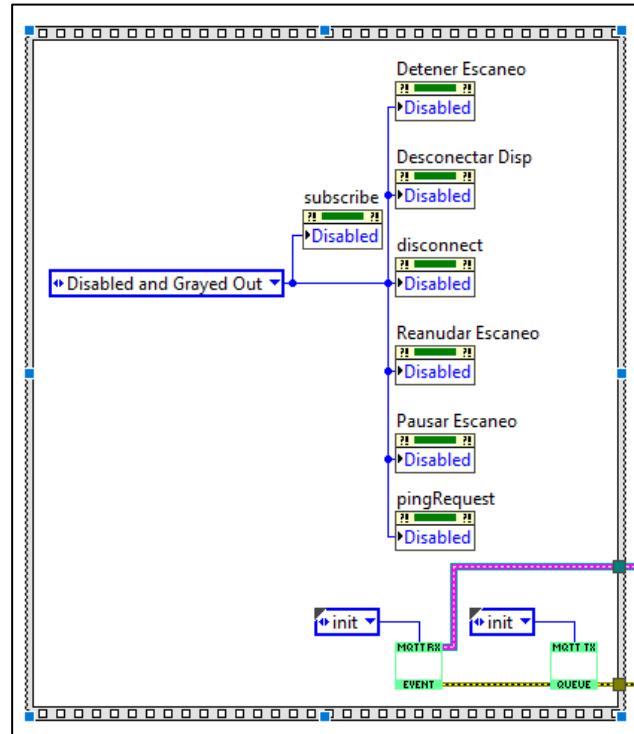 Detener Escaneo
?! ?!
Disabled
Desconectar Disp
?! ?!
Disabled
subscribe
?! ?!
Disabled
disconnect
?! ?!
Disabled
Disabled and Grayed Out
Reanudar Escaneo
?! ?!
Disabled
Pausar Escaneo
?! ?!
Disabled
pingRequest
?! ?!
Disabled
init
init
MQTT RX
MQTT TX
EVENT
QUEUE